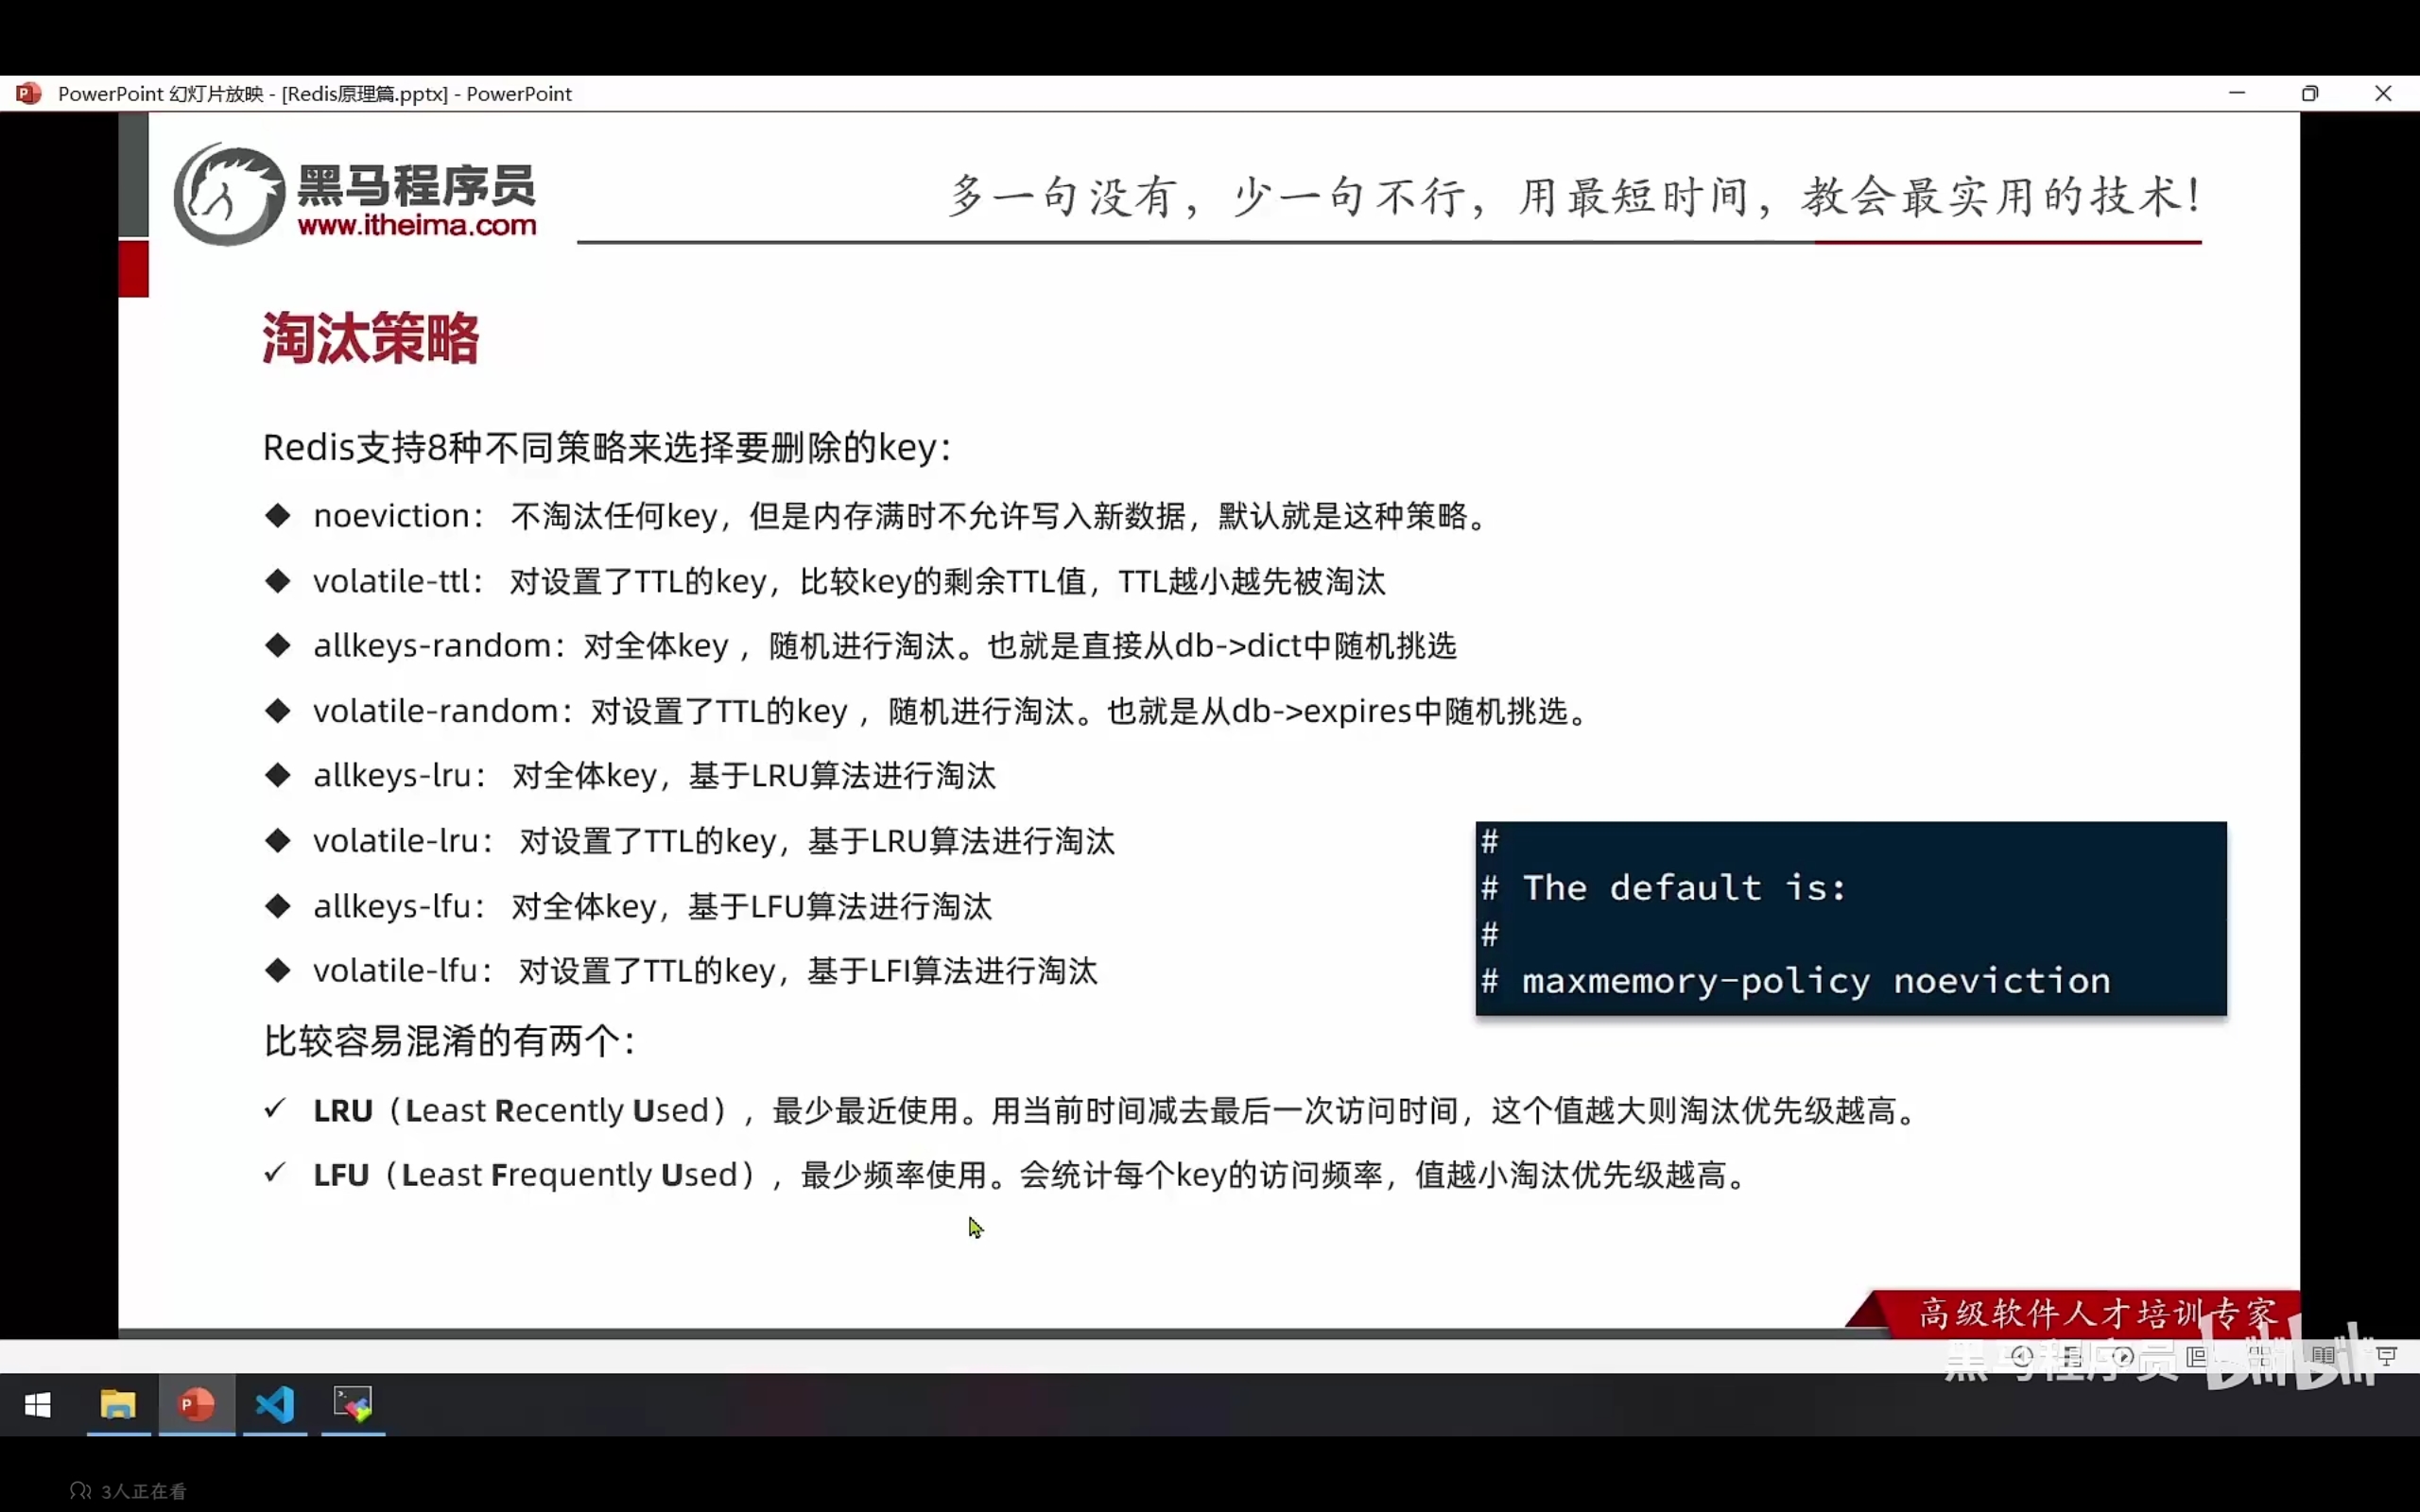 PowerPoint 幻灯片放映 - [Redis原理篇.pptx] - PowerPoint
黑马程序员
www.itheima.com
多一句没有，少一句不行，用最短时间，教会最实用的技术！
淘汰策略
Redis支持8种不同策略来选择要删除的key：
noeviction： 不淘汰任何key，但是内存满时不允许写入新数据，默认就是这种策略。
volatile-ttl： 对设置了TTL的key，比较key的剩余TTL值，TTL越小越先被淘汰
allkeys-random：对全体key ，随机进行淘汰。也就是直接从db->dict中随机挑选
volatile-random：对设置了TTL的key ，随机进行淘汰。也就是从db->expires中随机挑选。
allkeys-lru： 对全体key，基于LRU算法进行淘汰
volatile-lru： 对设置了TTL的key，基于LRU算法进行淘汰
allkeys-lfu： 对全体key，基于LFU算法进行淘汰
volatile-lfu： 对设置了TTL的key，基于LFI算法进行淘汰
#
# The default is:
#
# maxmemory-policy noeviction
比较容易混淆的有两个：
LRU（Least Recently Used），最少最近使用。用当前时间减去最后一次访问时间，这个值越大则淘汰优先级越高。
LFU（Least Frequently Used），最少频率使用。会统计每个key的访问频率，值越小淘汰优先级越高。
高级软件人才培训专家
黑马程序员 bilibili
3人正在看